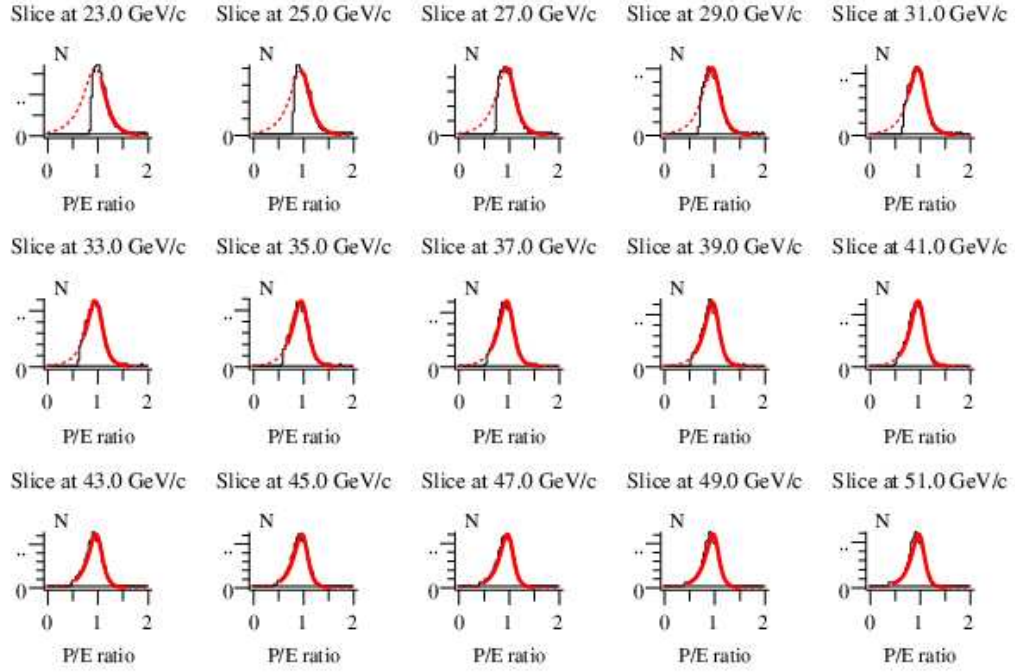 Slice at 23.0 GeV/c Slice at 25.0 GeV/c Slice at 27.0 GeV/c Slice at 29.0 GeV/c Slice at 31.0 GeV/c
N N N N N
.. .. .. .. ..
0 0 0 0 0
0 1 2 0 1 2 0 1 2 0 1 2 0 1 2
P/E ratio P/E ratio P/E ratio P/E ratio P/E ratio
Slice at 33.0 GeV/c Slice at 35.0 GeV/c Slice at 37.0 GeV/c Slice at 39.0 GeV/c Slice at 41.0 GeV/c
N N N N N
.. .. .. .. ..
0 0 0 0 0
0 1 2 0 1 2 0 1 2 0 1 2 0 1 2
P/E ratio P/E ratio P/E ratio P/E ratio P/E ratio
Slice at 43.0 GeV/c Slice at 45.0 GeV/c Slice at 47.0 GeV/c Slice at 49.0 GeV/c Slice at 51.0 GeV/c
N N N N N
.. .. .. .. ..
0 0 0 0 0
0 1 2 0 1 2 0 1 2 0 1 2 0 1 2
P/E ratio P/E ratio P/E ratio P/E ratio P/E ratio